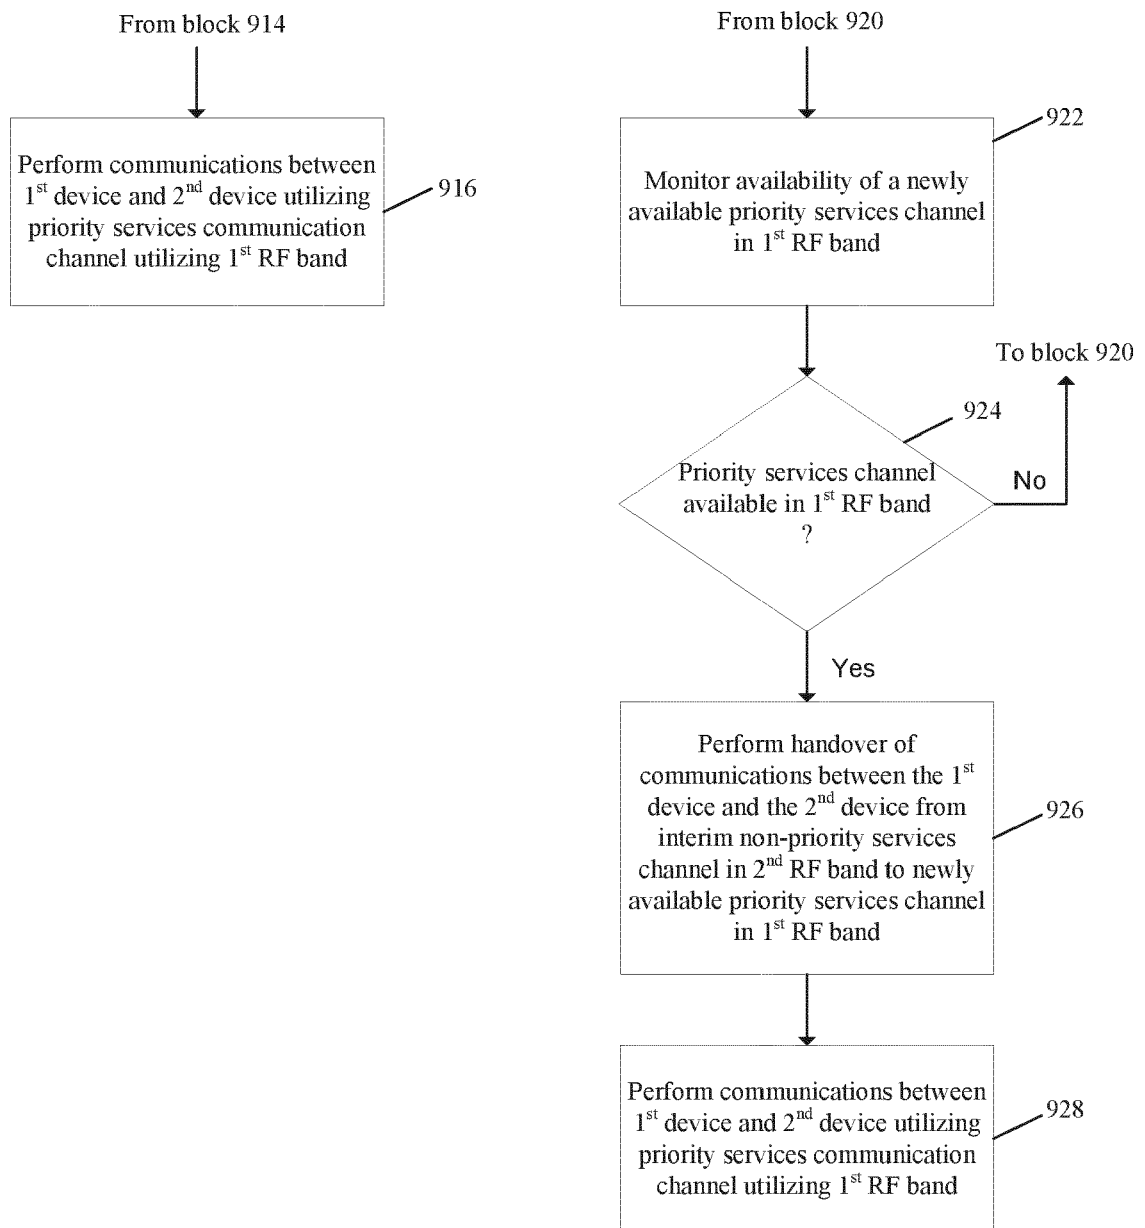 From block 914
Perform communications between
1st device and 2nd device utilizing
priority services communication
channel utilizing 1st RF band
916
From block 920
922
Monitor availability of a newly
available priority services channel
in 1st RF band
To block 920
924
Priority services channel
available in 1st RF band
?
No
Yes
Perform handover of
communications between the 1st
device and the 2nd device from
interim non-priority services
channel in 2nd RF band to newly
available priority services channel
in 1st RF band
926
Perform communications between
1st device and 2nd device utilizing
priority services communication
channel utilizing 1st RF band
928